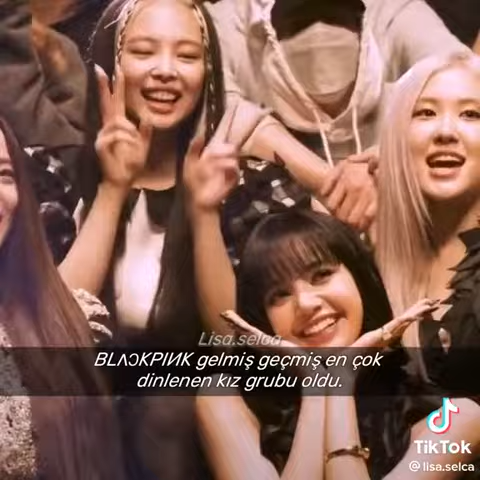 Lisa.selca
BLΛƆKPIИK gelmiş geçmiş en çok
dinlenen kız grubu oldu.
TikTok
@lisa.selca